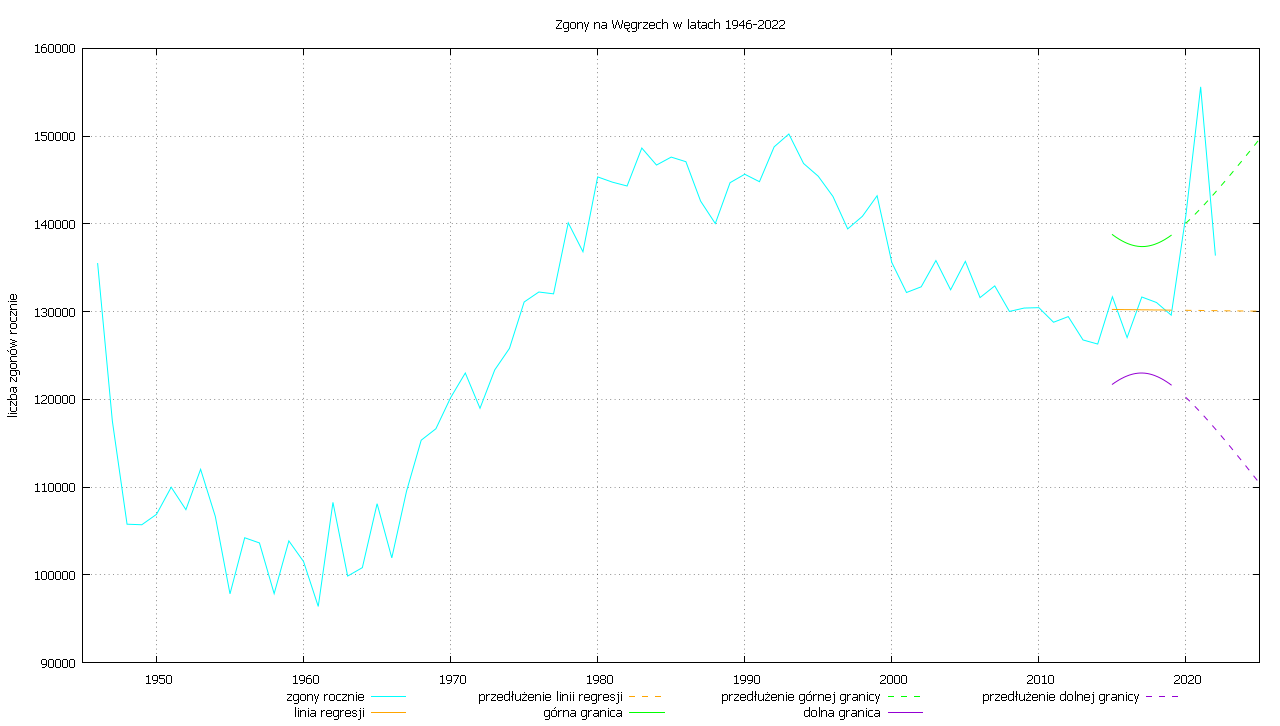 Zgony na Węgrzech w latach 1946-2022
160000
150000
140000
130000
120000
110000
100000
90000
liczba zgonów rocznie
1950 1960 1970 1980 1990 2000 2010 2020
zgony rocznie przedłużenie linii regresji przedłużenie górnej granicy przedłużenie dolnej granicy
linia regresji górna granica dolna granica